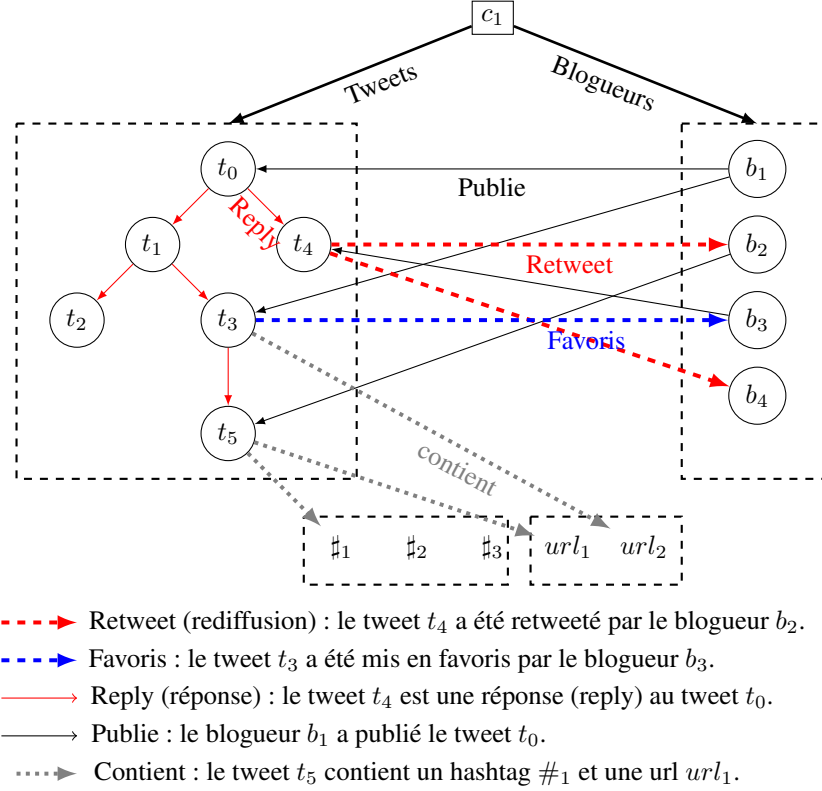 c₁
Tweets
Blogueurs
t₀
b₁
Publie
Reply
t₁
t₄
b₂
Retweet
t₂
t₃
b₃
Favoris
b₄
t₅
contient
♯₁ ♯₂ ♯₃ url₁ url₂
Retweet (rediffusion) : le tweet t₄ a été retweeté par le blogueur b₂.
Favoris : le tweet t₃ a été mis en favoris par le blogueur b₃.
Reply (réponse) : le tweet t₄ est une réponse (reply) au tweet t₀.
Publie : le blogueur b₁ a publié le tweet t₀.
Contient : le tweet t₅ contient un hashtag #₁ et une url url₁.